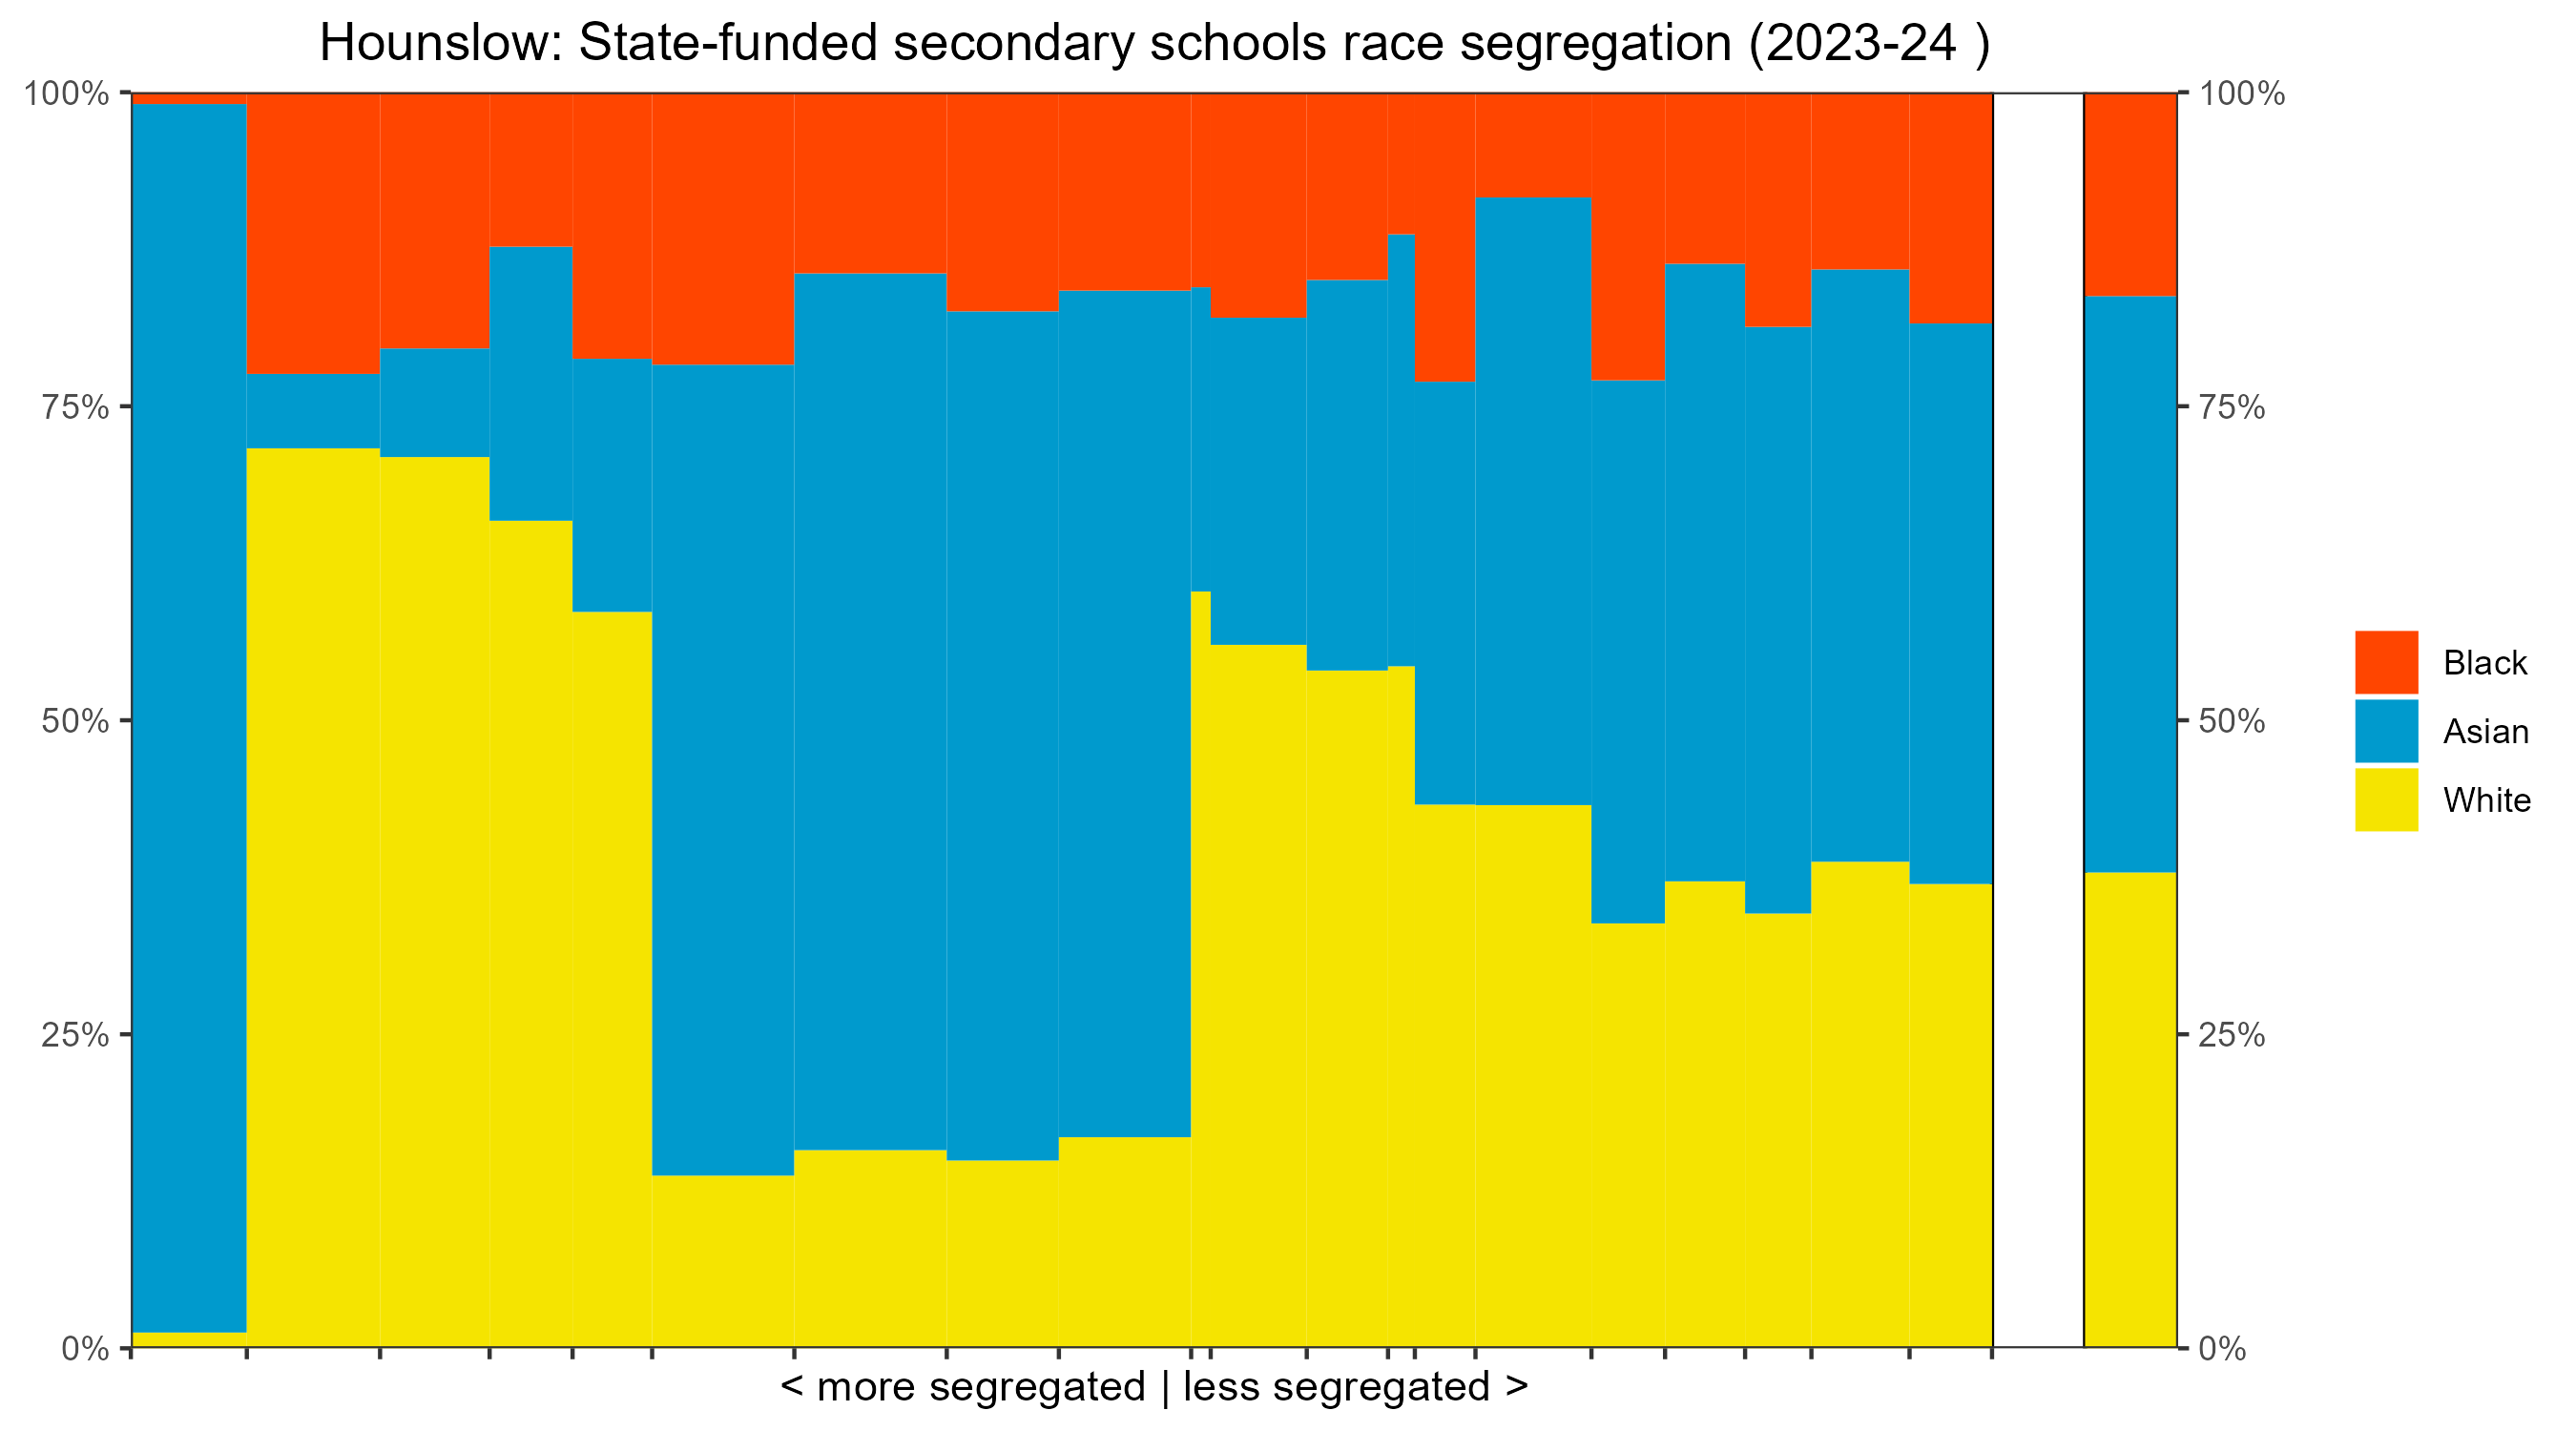 Hounslow: State-funded secondary schools race segregation (2023-24 )
100%
100%
75%
75%
50%
50%
25%
25%
0%
0%
Black
Asian
White
< more segregated | less segregated >